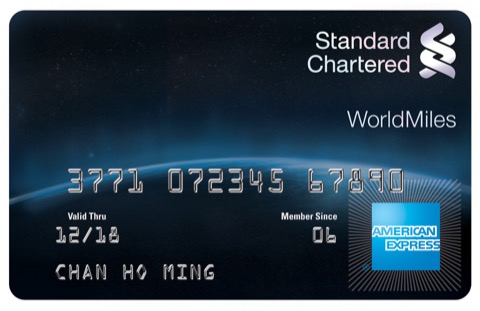 Standard
Chartered
WorldMiles
3771 072345 67890
Valid Thru
Member Since
12/18
06
CHAN HO MING
AMERICAN
EXPRESS